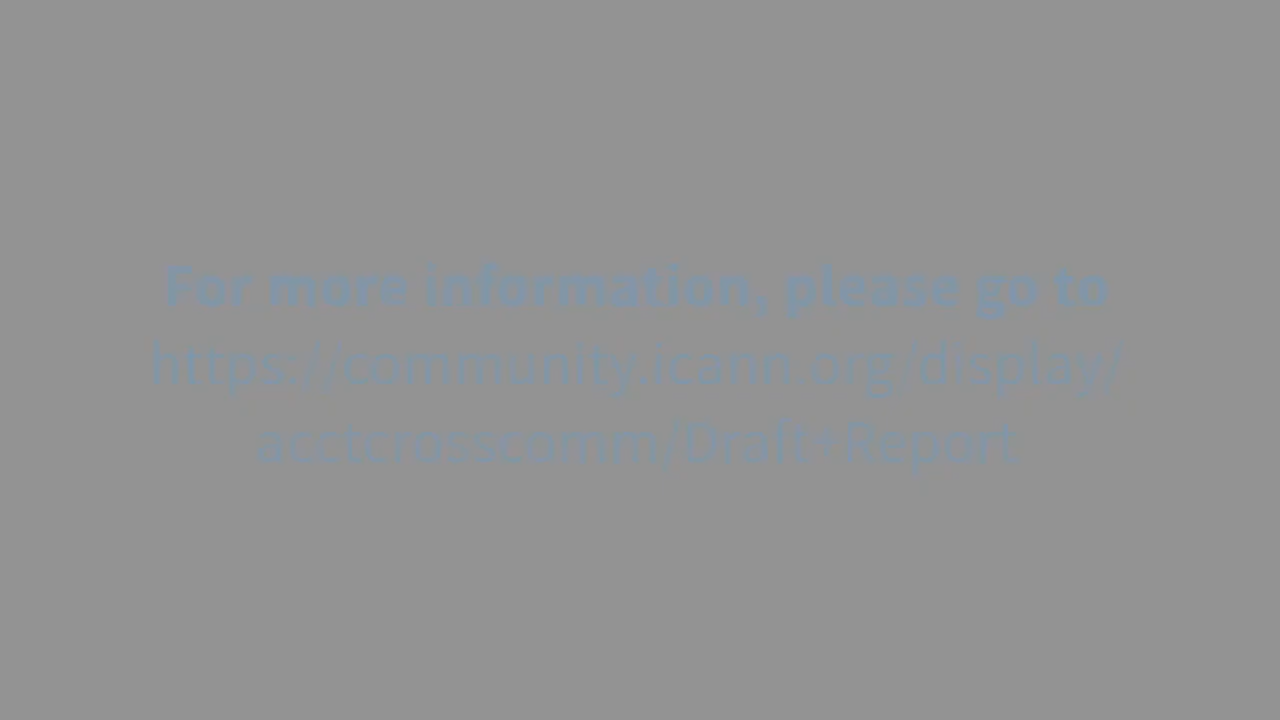 For more information, please go to
https://community.icann.org/display/
acctcrosscomm/Draft+Report